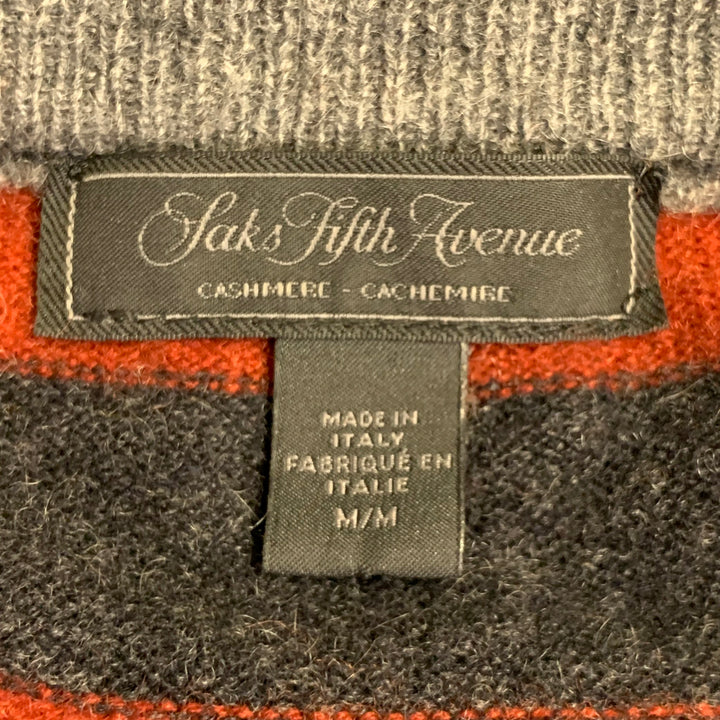 Saks Fifth Avenue
CASHMERE - CACHEMIRE
MADE IN
ITALY
FABRIQUÉ EN
ITALIE
M/M